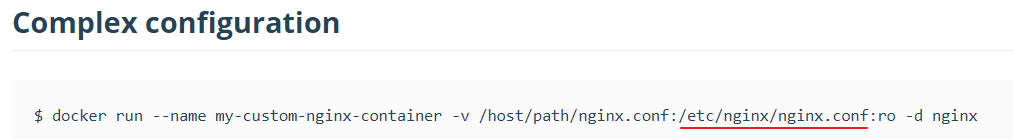 Complex configuration
$ docker run --name my-custom-nginx-container -v /host/path/nginx.conf:/etc/nginx/nginx.conf:ro -d nginx